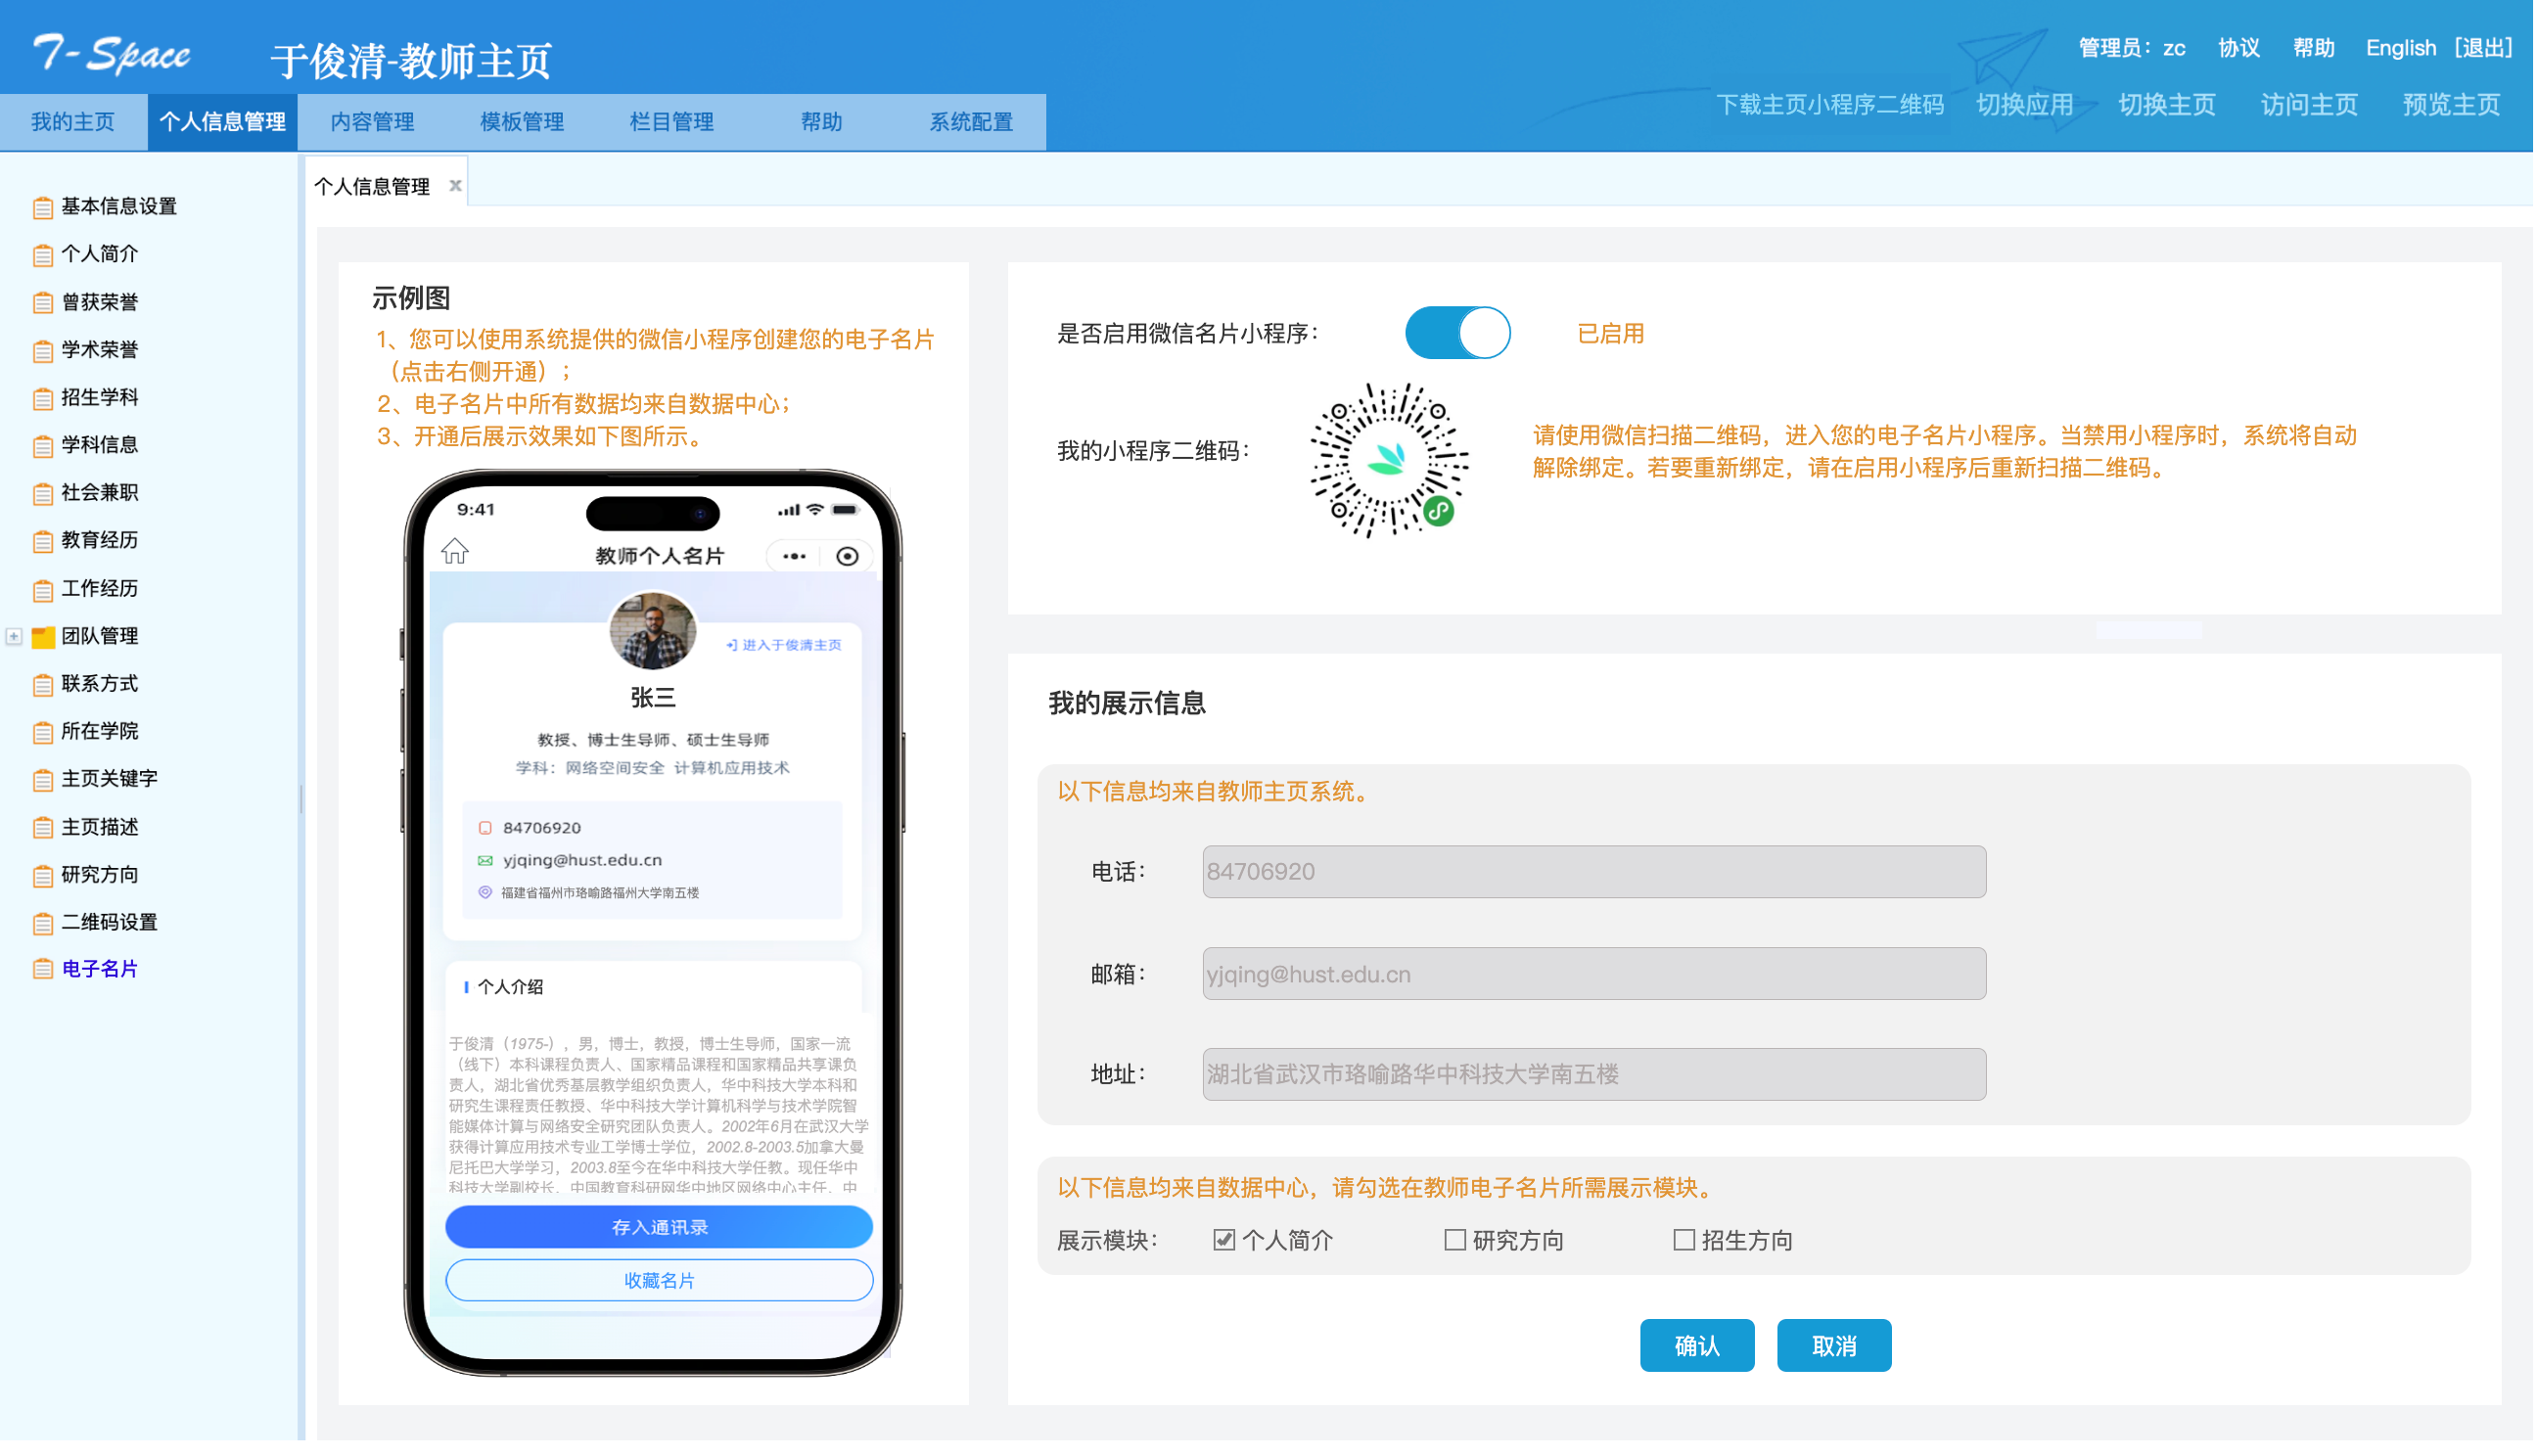 T-Space
于俊清-教师主页
管理员：zc 协议 帮助 English [退出]
下载主页小程序二维码 切换应用 切换主页 访问主页 预览主页
我的主页 个人信息管理 内容管理 模板管理 栏目管理 帮助 系统配置
个人信息管理 ×
基本信息设置
个人简介
曾获荣誉
学术荣誉
招生学科
学科信息
社会兼职
教育经历
工作经历
团队管理
联系方式
所在学院
主页关键字
主页描述
研究方向
二维码设置
电子名片
示例图
1、您可以使用系统提供的微信小程序创建您的电子名片
（点击右侧开通）；
2、电子名片中所有数据均来自数据中心；
3、开通后展示效果如下图所示。
9:41
教师个人名片
进入于俊清主页
张三
教授、博士生导师、硕士生导师
学科：网络空间安全 计算机应用技术
84706920
yjqing@hust.edu.cn
福建省福州市珞喻路福州大学南五楼
个人介绍
于俊清（1975-），男，博士，教授，博士生导师，国家一流
（线下）本科课程负责人、国家精品课程和国家精品共享课负
责人，湖北省优秀基层教学组织负责人，华中科技大学本科和
研究生课程责任教授、华中科技大学计算机科学与技术学院智
能媒体计算与网络安全研究团队负责人。2002年6月在武汉大学
获得计算应用技术专业工学博士学位，2002.8-2003.5加拿大曼
尼托巴大学学习，2003.8至今在华中科技大学任教。现任华中
科技大学副校长、中国教育科研网华中地区网络中心主任、中
存入通讯录
收藏名片
是否启用微信名片小程序： 已启用
我的小程序二维码：
请使用微信扫描二维码，进入您的电子名片小程序。当禁用小程序时，系统将自动
解除绑定。若要重新绑定，请在启用小程序后重新扫描二维码。
我的展示信息
以下信息均来自教师主页系统。
电话： 84706920
邮箱： yjqing@hust.edu.cn
地址： 湖北省武汉市珞喻路华中科技大学南五楼
以下信息均来自数据中心，请勾选在教师电子名片所需展示模块。
展示模块： 个人简介 研究方向 招生方向
确认 取消